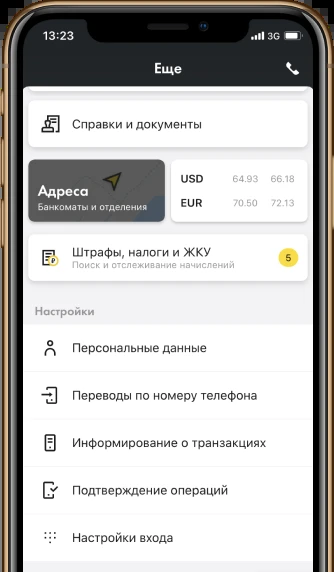 13:23
3G
Еще
Справки и документы
Адреса
Банкоматы и отделения
USD 64.93 66.18
EUR 70.50 72.13
Штрафы, налоги и ЖКУ
Поиск и отслеживание начислений
5
Настройки
Персональные данные
Переводы по номеру телефона
Информирование о транзакциях
Подтверждение операций
Настройки входа